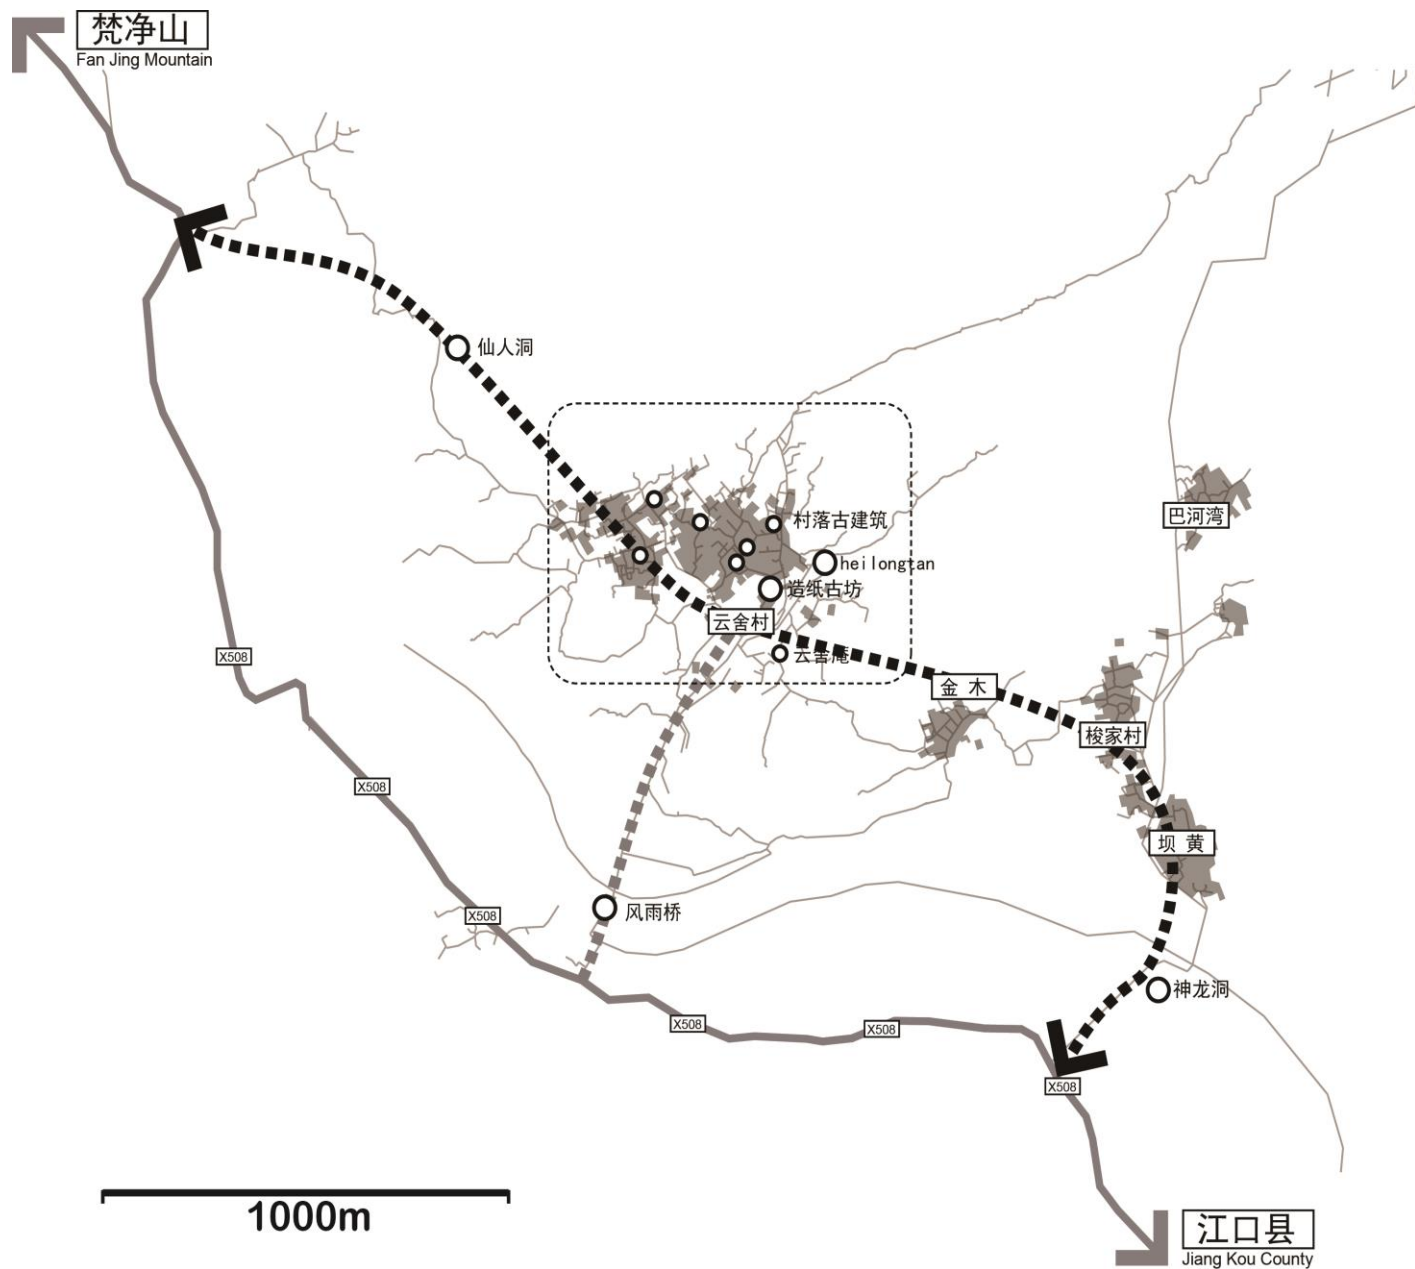 梵净山
Fan Jing Mountain
仙人洞
村落古建筑
巴河湾
heilongtan
造纸古坊
云舍村
云舍庵
X508
金木
梭家村
X508
坝黄
X508
风雨桥
神龙洞
X508
X508
X508
1000m
江口县
Jiang Kou County